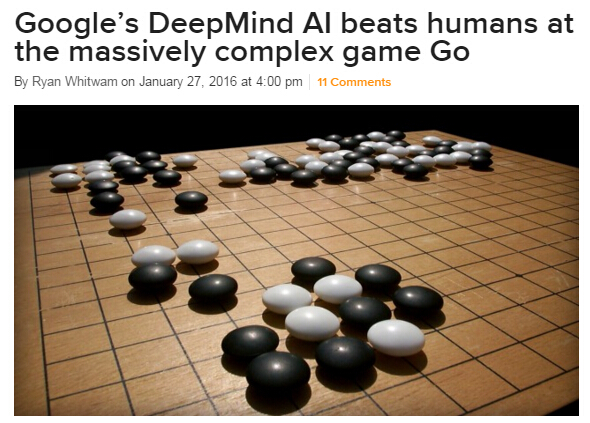 Google’s DeepMind AI beats humans at
the massively complex game Go
By Ryan Whitwam on January 27, 2016 at 4:00 pm 11 Comments